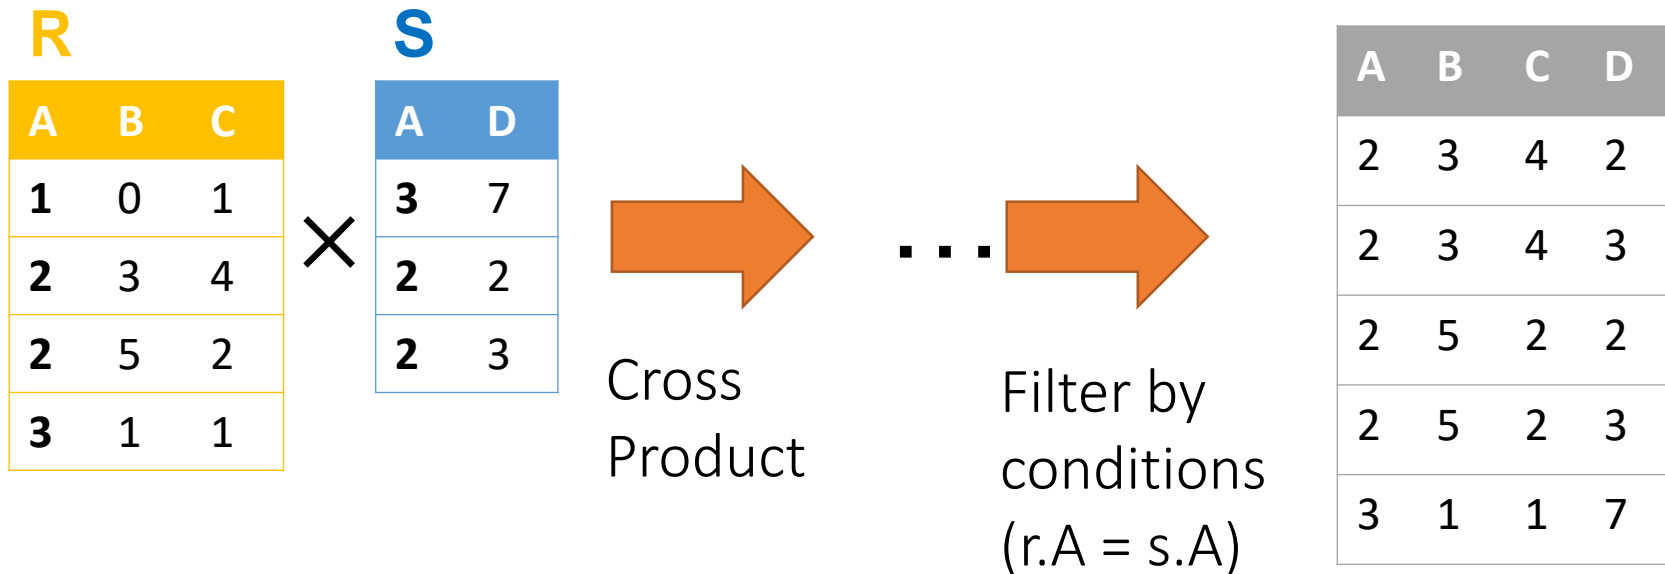 R
A B C
1 0 1
2 3 4
2 5 2
3 1 1
×
S
A D
3 7
2 2
2 3
Cross
Product
...
Filter by
conditions
(r.A = s.A)
A B C D
2 3 4 2
2 3 4 3
2 5 2 2
2 5 2 3
3 1 1 7